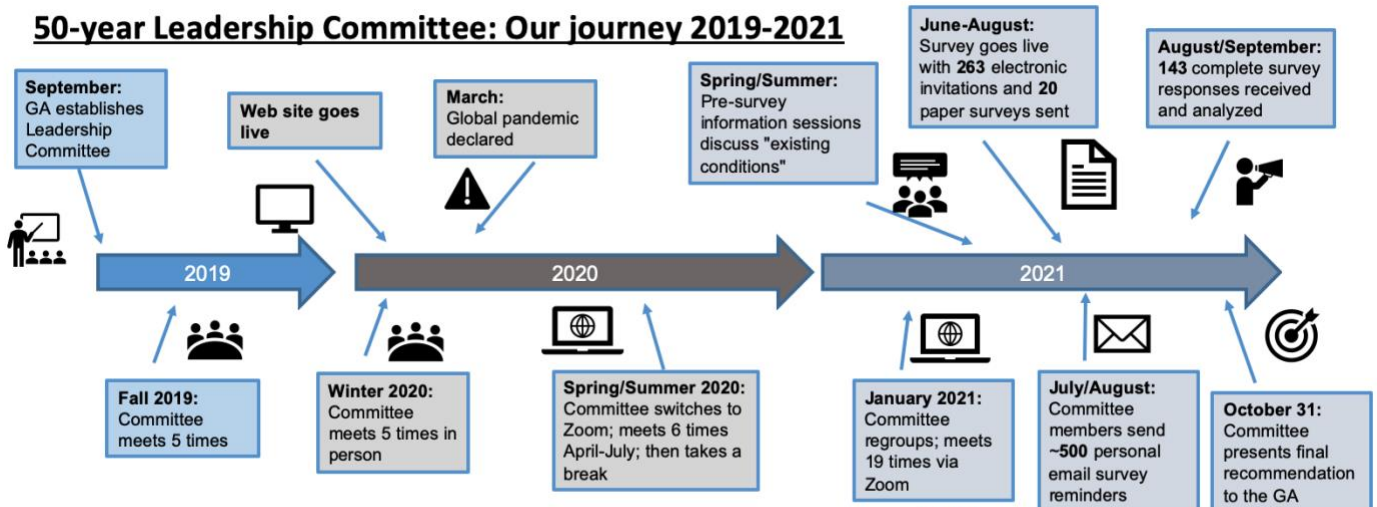 50-year Leadership Committee: Our journey 2019-2021
September:
GA establishes
Leadership
Committee
Web site goes
live
March:
Global pandemic
declared
Spring/Summer:
Pre-survey
information sessions
discuss "existing
conditions"
June-August:
Survey goes live
with 263 electronic
invitations and 20
paper surveys sent
August/September:
143 complete survey
responses received
and analyzed
2019
2020
2021
Fall 2019:
Committee
meets 5 times
Winter 2020:
Committee
meets 5 times in
person
Spring/Summer 2020:
Committee switches to
Zoom; meets 6 times
April-July; then takes a
break
January 2021:
Committee
regroups; meets
19 times via
Zoom
July/August:
Committee
members send
~500 personal
email survey
reminders
October 31:
Committee
presents final
recommendation
to the GA